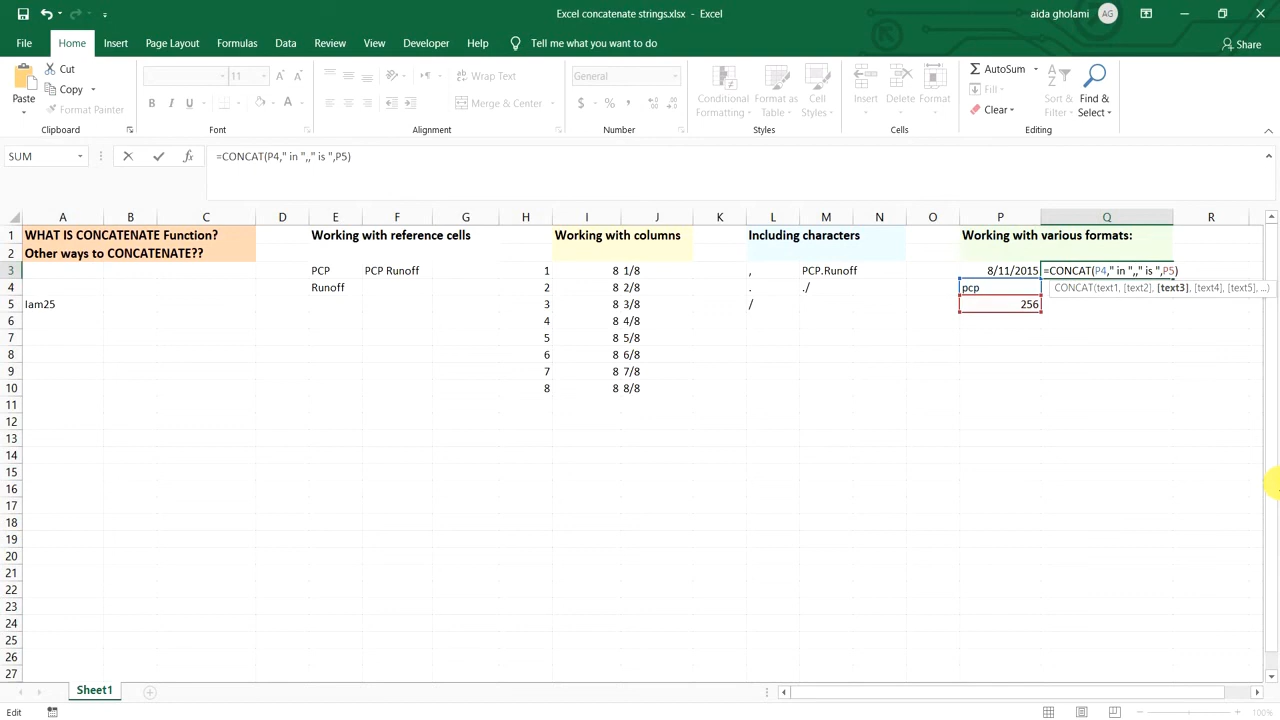 Excel concatenate strings.xlsx - Excel
aida gholami AG
File Home Insert Page Layout Formulas Data Review View Developer Help Tell me what you want to do Share
Paste Cut Copy Format Painter Clipboard
11 B I U A Font
Wrap Text Merge & Center Alignment
General $ % , Number
Conditional Formatting Format as Table Cell Styles Styles
Insert Delete Format Cells
AutoSum Fill Clear Sort & Filter Find & Select Editing
SUM fx =CONCAT(P4," in ",," is ",P5)
A B C D E F G H I J K L M N O P Q R
1 WHAT IS CONCATENATE Function? Working with reference cells Working with columns Including characters Working with various formats:
2 Other ways to CONCATENATE??
3 PCP PCP Runoff 1 8 1/8 , PCP.Runoff 8/11/2015 =CONCAT(P4," in ",," is ",P5)
4 Runoff 2 8 2/8 . ./ pcp CONCAT(text1, [text2], [text3], [text4], [text5], ...)
5 Iam25 3 8 3/8 / 256
6 4 8 4/8
7 5 8 5/8
8 6 8 6/8
9 7 8 7/8
10 8 8 8/8
11
12
13
14
15
16
17
18
19
20
21
22
23
24
25
26
27
Sheet1
Edit 100%